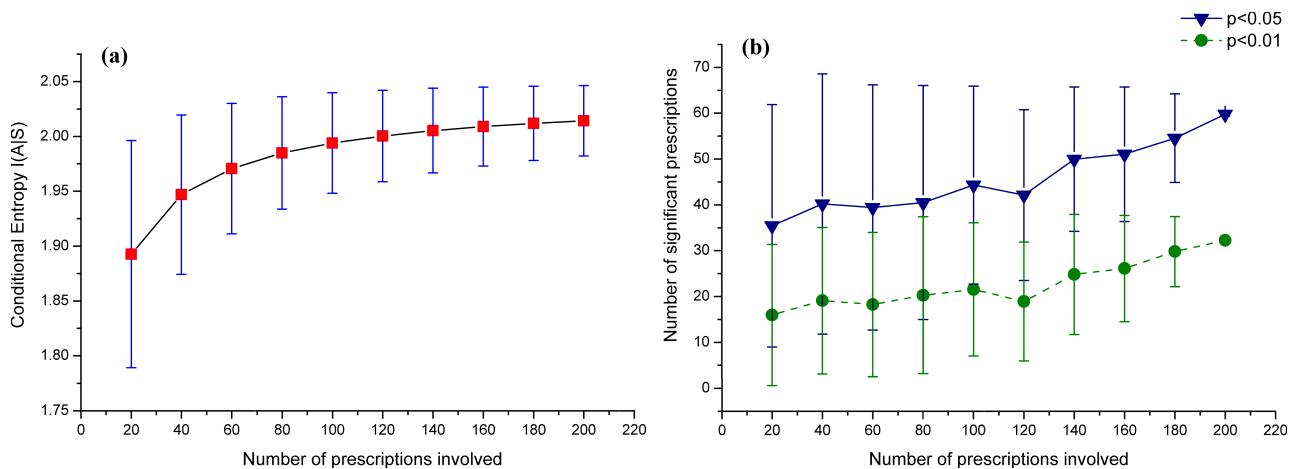 (a)
Conditional Entropy I(A|S)
2.05
2.00
1.95
1.90
1.85
1.80
1.75
0 20 40 60 80 100 120 140 160 180 200 220
Number of prescriptions involved
p<0.05
p<0.01
(b)
Number of significant prescriptions
70
60
50
40
30
20
10
0
0 20 40 60 80 100 120 140 160 180 200 220
Number of prescriptions involved